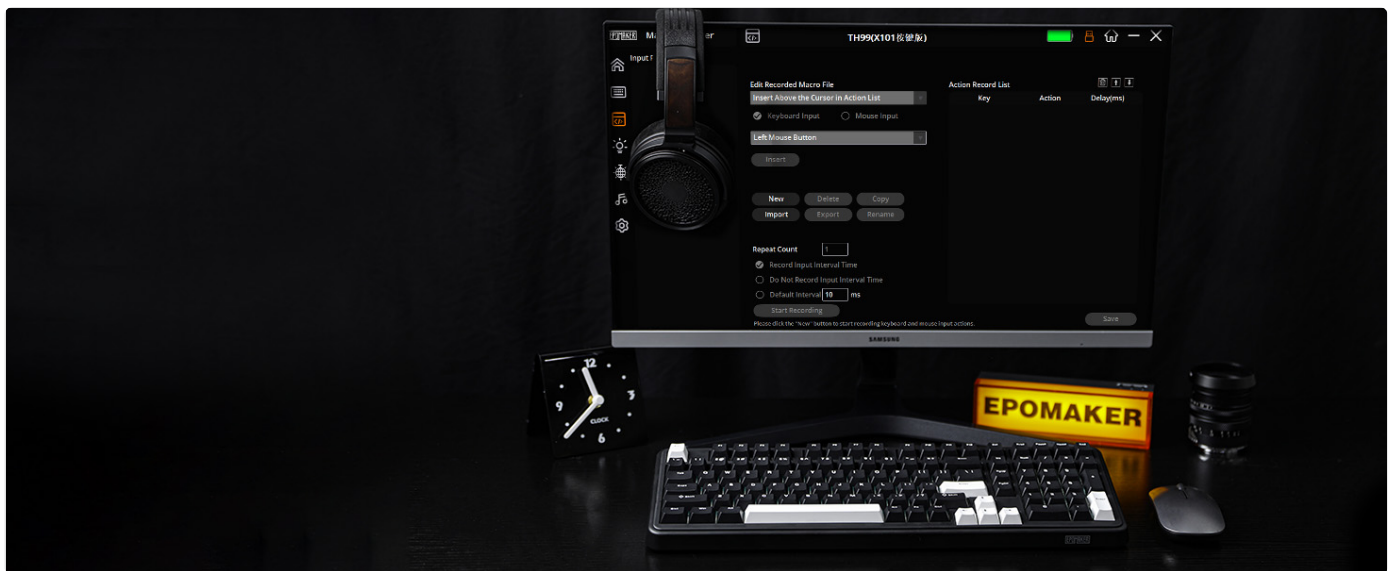 EPOMAKER
TH99(X101按键版)
Input
Edit Recorded Macro File
Action Record List
Insert Above the Cursor in Action List
Key Action Delay(ms)
Keyboard Input Mouse Input
Left Mouse Button
Insert
New Delete Copy
Import Export Rename
Repeat Count 1
Record Input Interval Time
Do Not Record Input Interval Time
Default Interval 10 ms
Start Recording
Save
Please click the "New" button to start recording keyboard and mouse input actions.
SAMSUNG
12
3
9
CLOCK
6
EPOMAKER
EPOMAKER